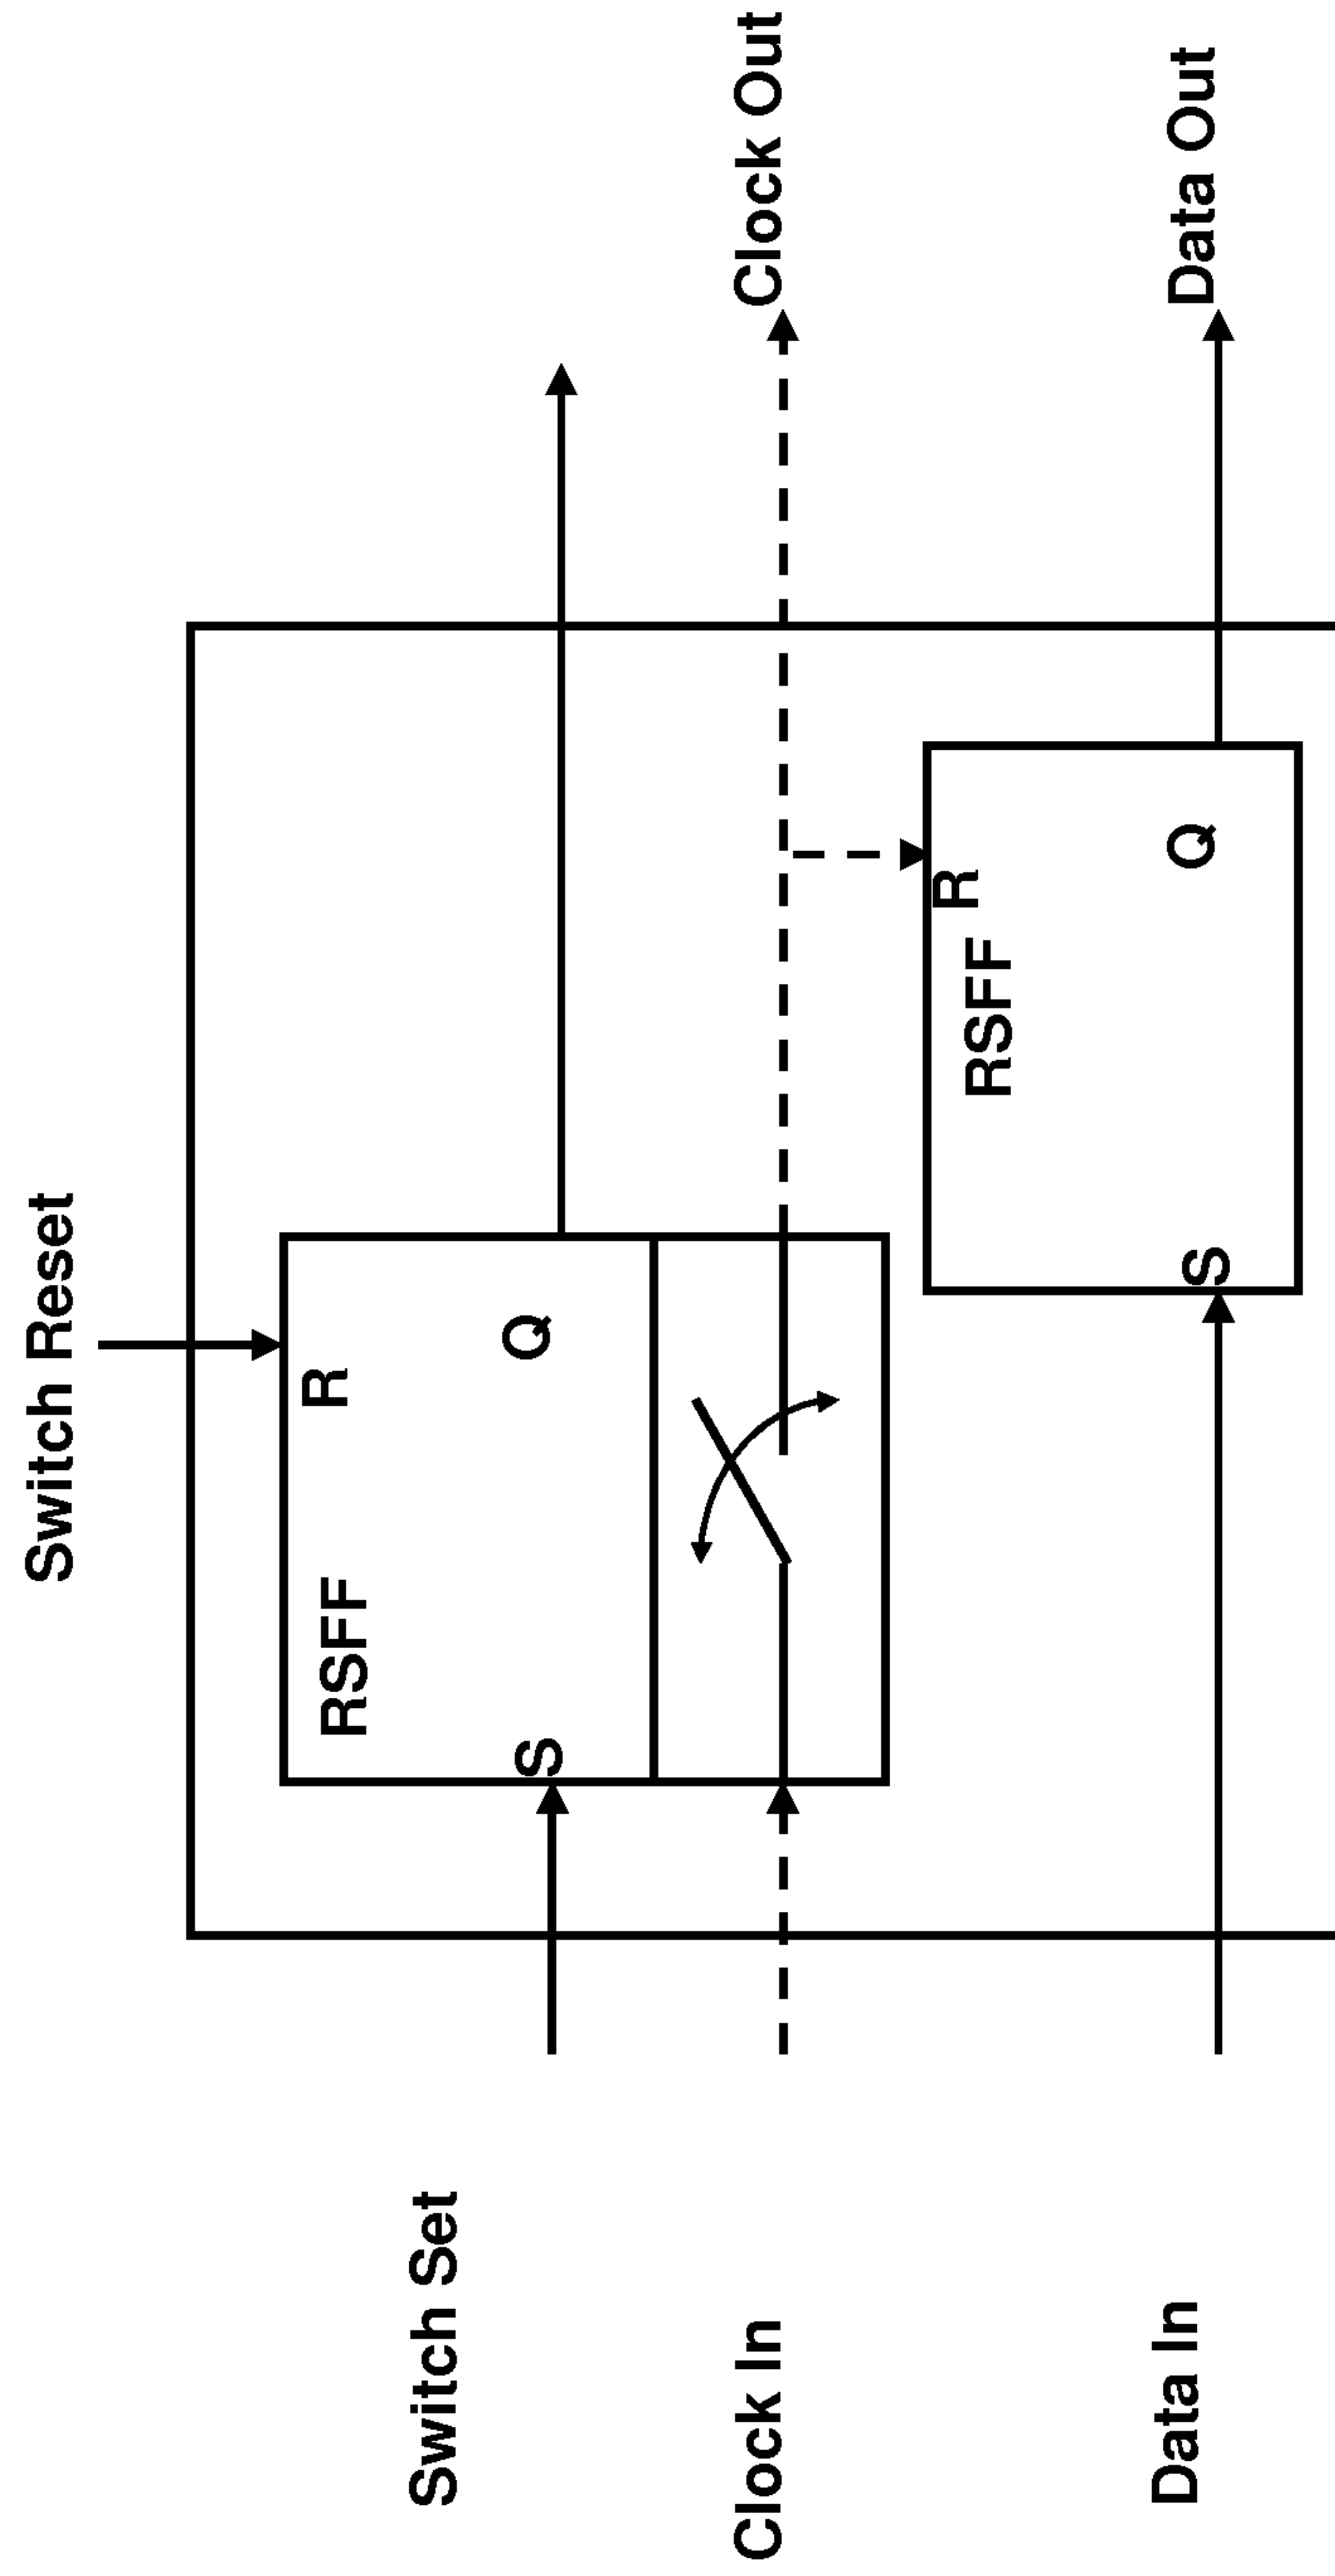 Switch Reset
R
RSFF
Q
S
Switch Set
Clock In
Clock Out
R
RSFF
S
Q
Data In
Data Out